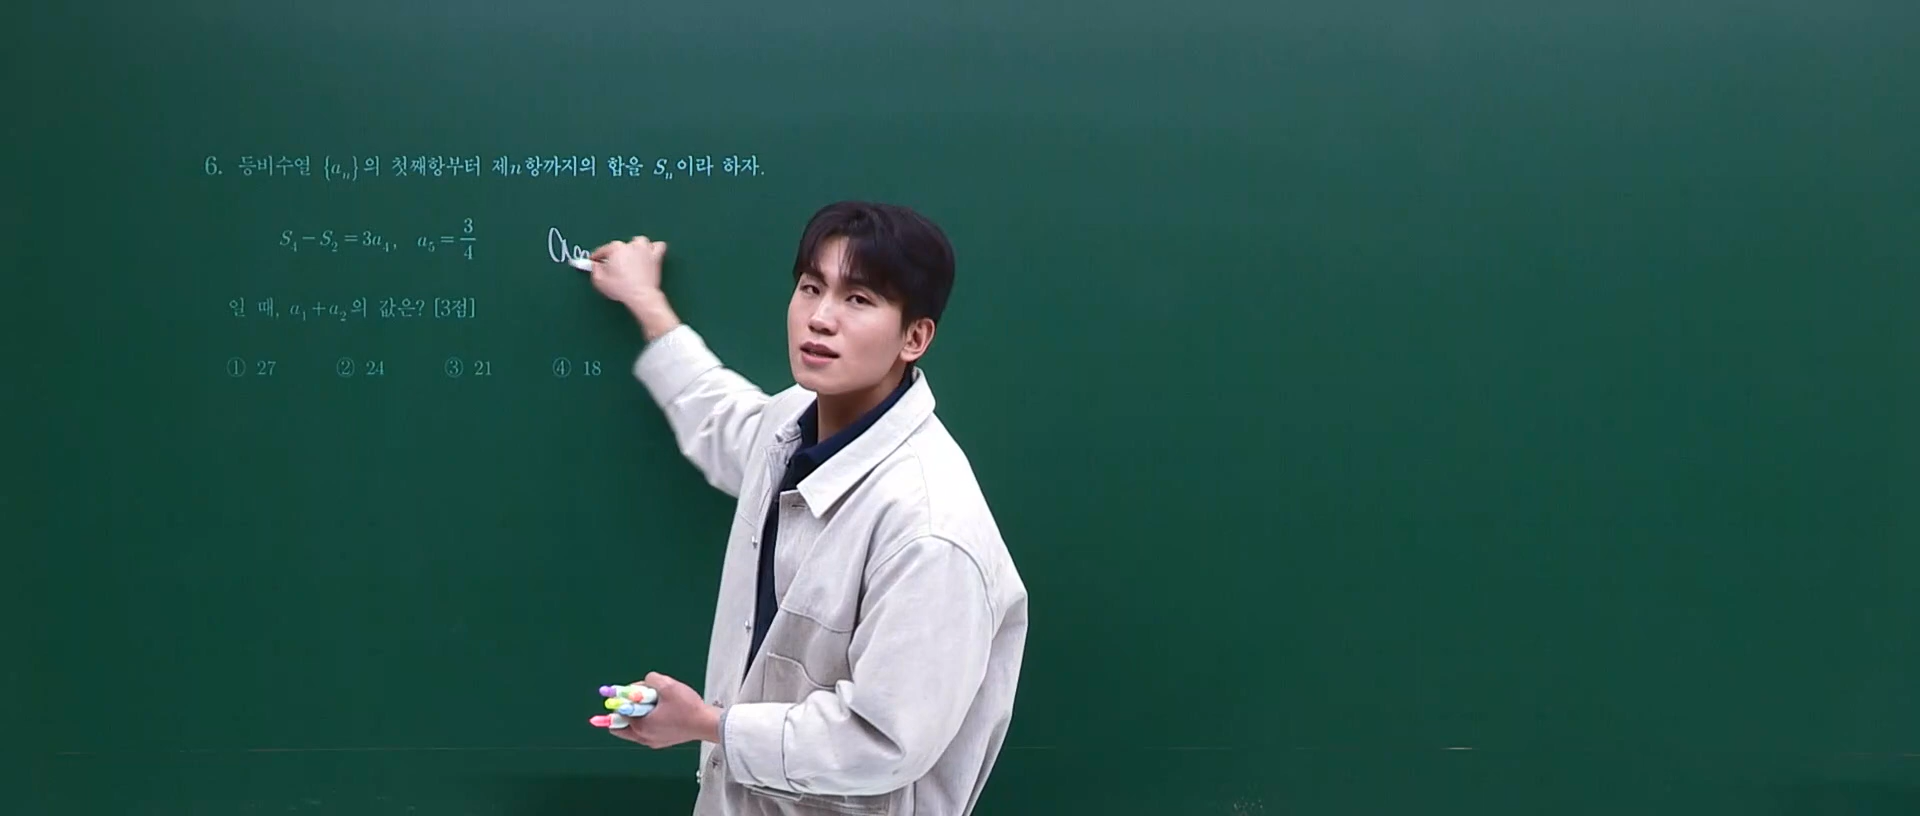 6. 등비수열 {aₙ}의 첫째항부터 제n항까지의 합을 Sₙ이라 하자.
S₄−S₂=3a₄, a₅=3/4
일 때, a₁+a₂의 값은? [3점]
① 27 ② 24 ③ 21 ④ 18